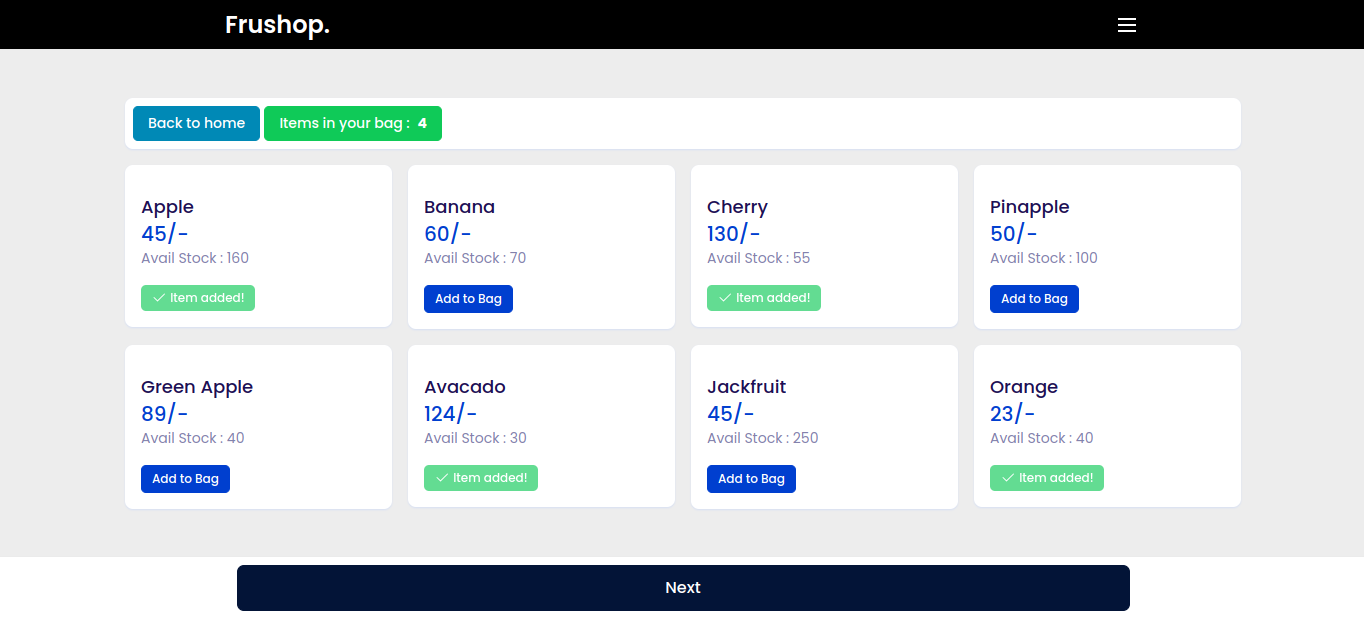 Frushop.
Back to home
Items in your bag : 4
Apple
45/-
Avail Stock : 160
Item added!
Banana
60/-
Avail Stock : 70
Add to Bag
Cherry
130/-
Avail Stock : 55
Item added!
Pinapple
50/-
Avail Stock : 100
Add to Bag
Green Apple
89/-
Avail Stock : 40
Add to Bag
Avacado
124/-
Avail Stock : 30
Item added!
Jackfruit
45/-
Avail Stock : 250
Add to Bag
Orange
23/-
Avail Stock : 40
Item added!
Next